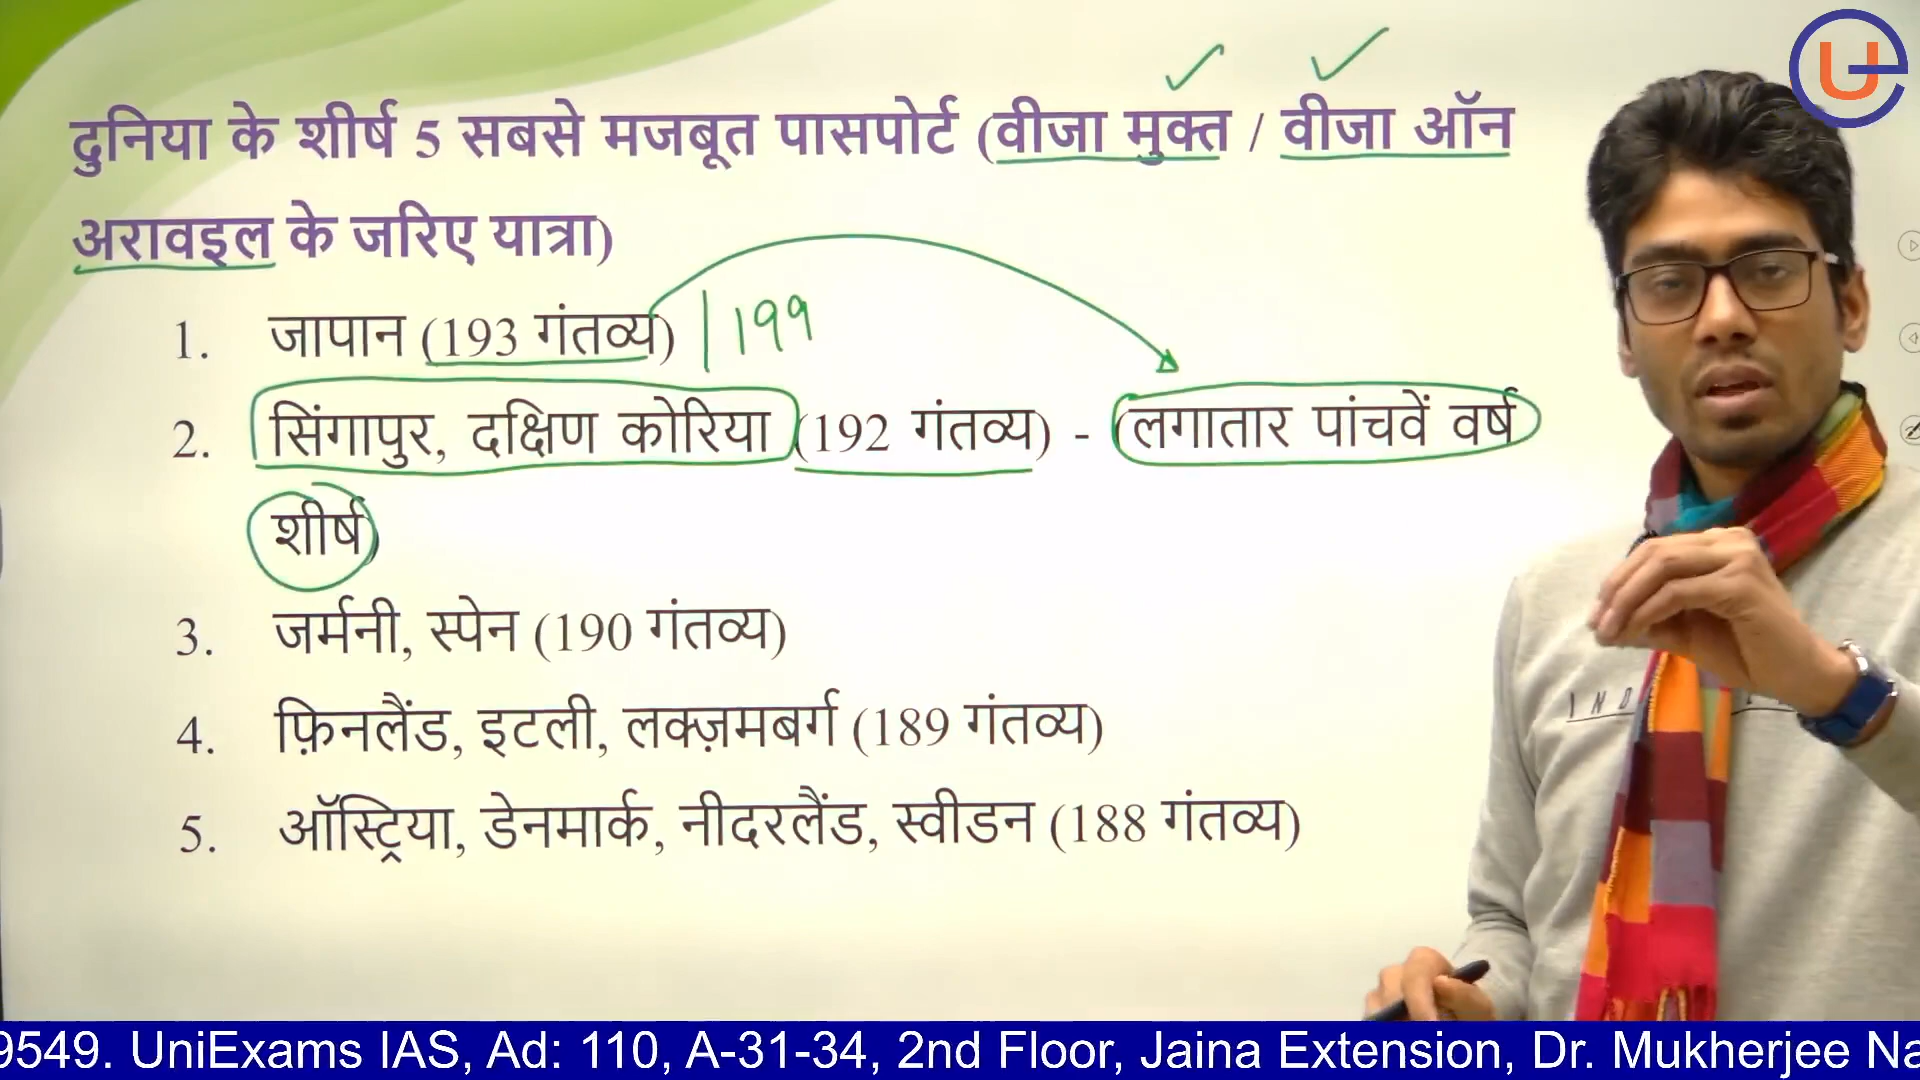 दुनिया के शीर्ष 5 सबसे मजबूत पासपोर्ट (वीजा मुक्त / वीजा ऑन
अरावइल के जरिए यात्रा)
1. जापान (193 गंतव्य) | 199
2. सिंगापुर, दक्षिण कोरिया (192 गंतव्य) - (लगातार पांचवें वर्ष
शीर्ष)
3. जर्मनी, स्पेन (190 गंतव्य)
4. फ़िनलैंड, इटली, लक्ज़मबर्ग (189 गंतव्य)
5. ऑस्ट्रिया, डेनमार्क, नीदरलैंड, स्वीडन (188 गंतव्य)
9549. UniExams IAS, Ad: 110, A-31-34, 2nd Floor, Jaina Extension, Dr. Mukherjee Na